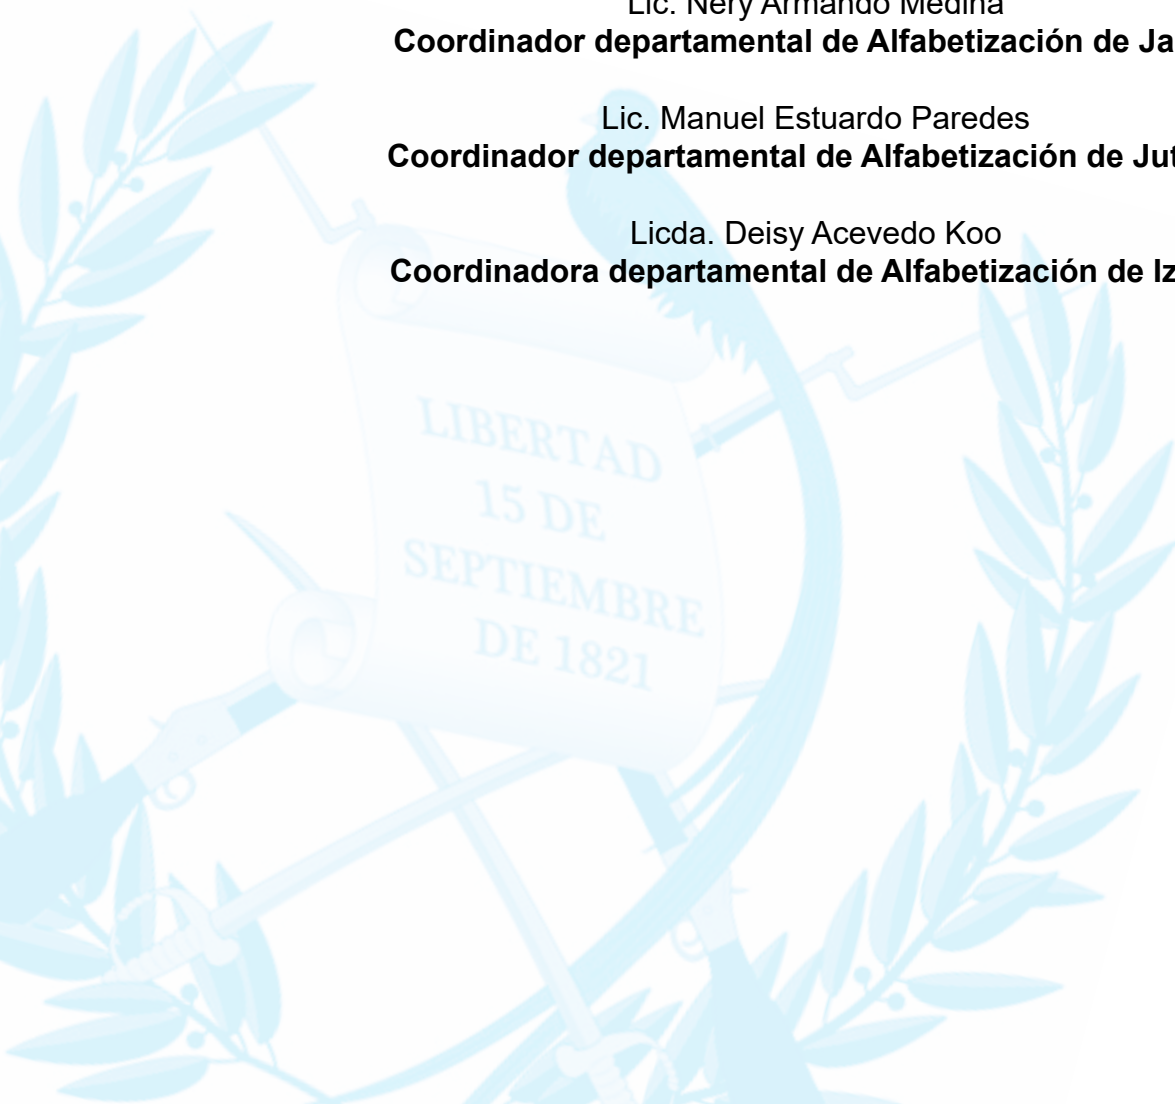 Lic. Nery Armando Medina
Coordinador departamental de Alfabetización de Ja
Lic. Manuel Estuardo Paredes
Coordinador departamental de Alfabetización de Jut
Licda. Deisy Acevedo Koo
Coordinadora departamental de Alfabetización de Iz
LIBERTAD
15 DE
SEPTIEMBRE
DE 1821